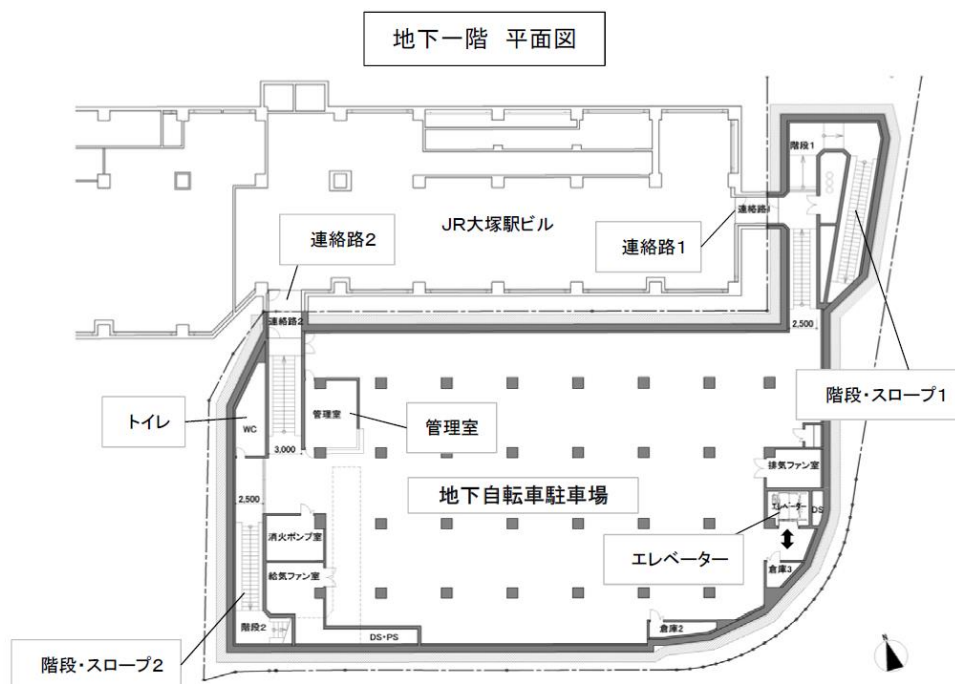 地下一階 平面図
階段1
連絡路1
JR大塚駅ビル
連絡路2
連絡路1
連絡路2
2,500
階段・スロープ1
トイレ
WC
管理室
管理室
3,000
排気ファン室
2,500
地下自転車駐車場
エレベーター
DS
消火ポンプ室
エレベーター
給気ファン室
倉庫3
階段2
倉庫2
DS・PS
階段・スロープ2
N